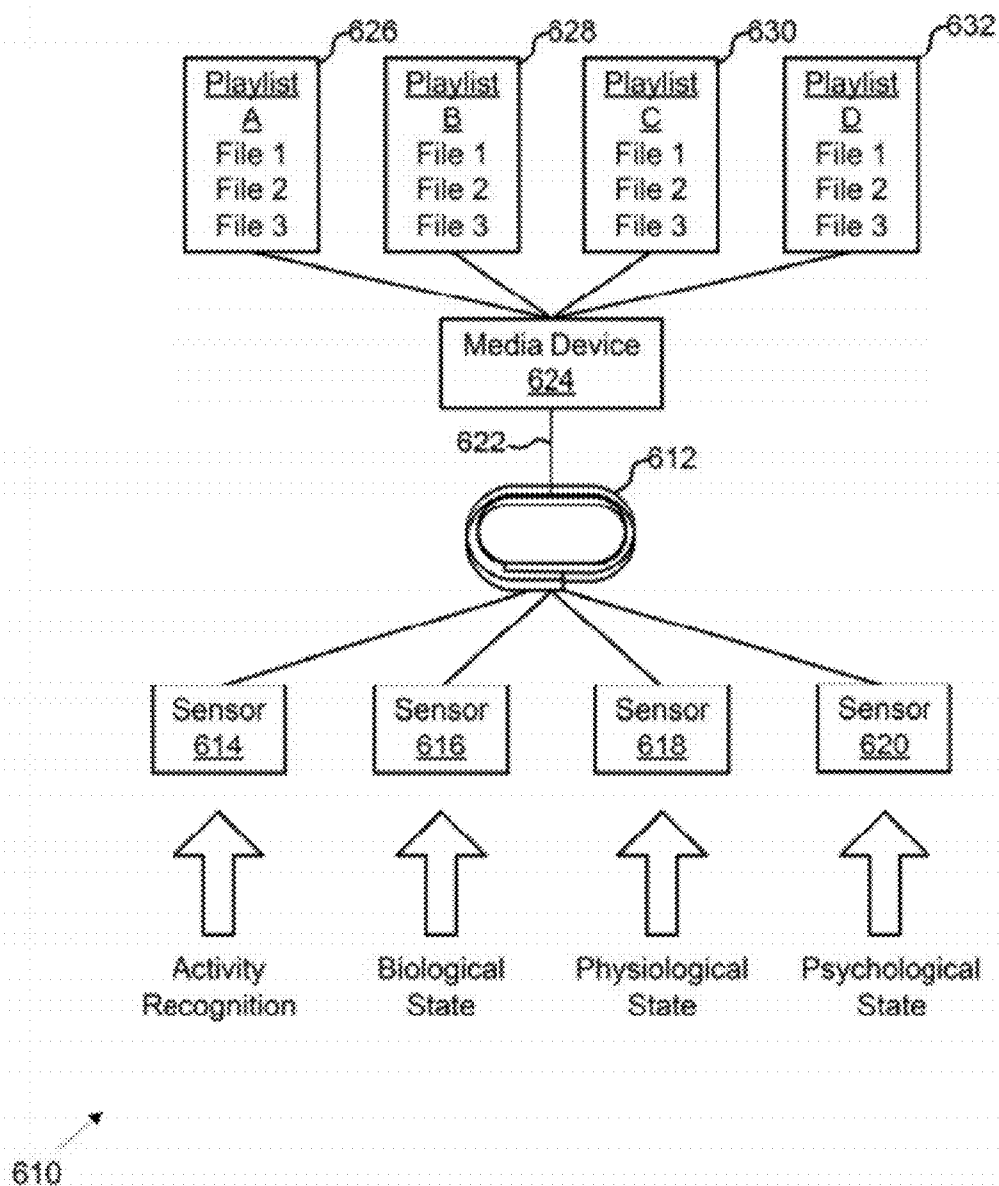 626
628
630
632
Playlist
A
File 1
File 2
File 3
Playlist
B
File 1
File 2
File 3
Playlist
C
File 1
File 2
File 3
Playlist
D
File 1
File 2
File 3
Media Device
624
622
612
Sensor
614
Sensor
616
Sensor
618
Sensor
620
Activity
Recognition
Biological
State
Physiological
State
Psychological
State
610